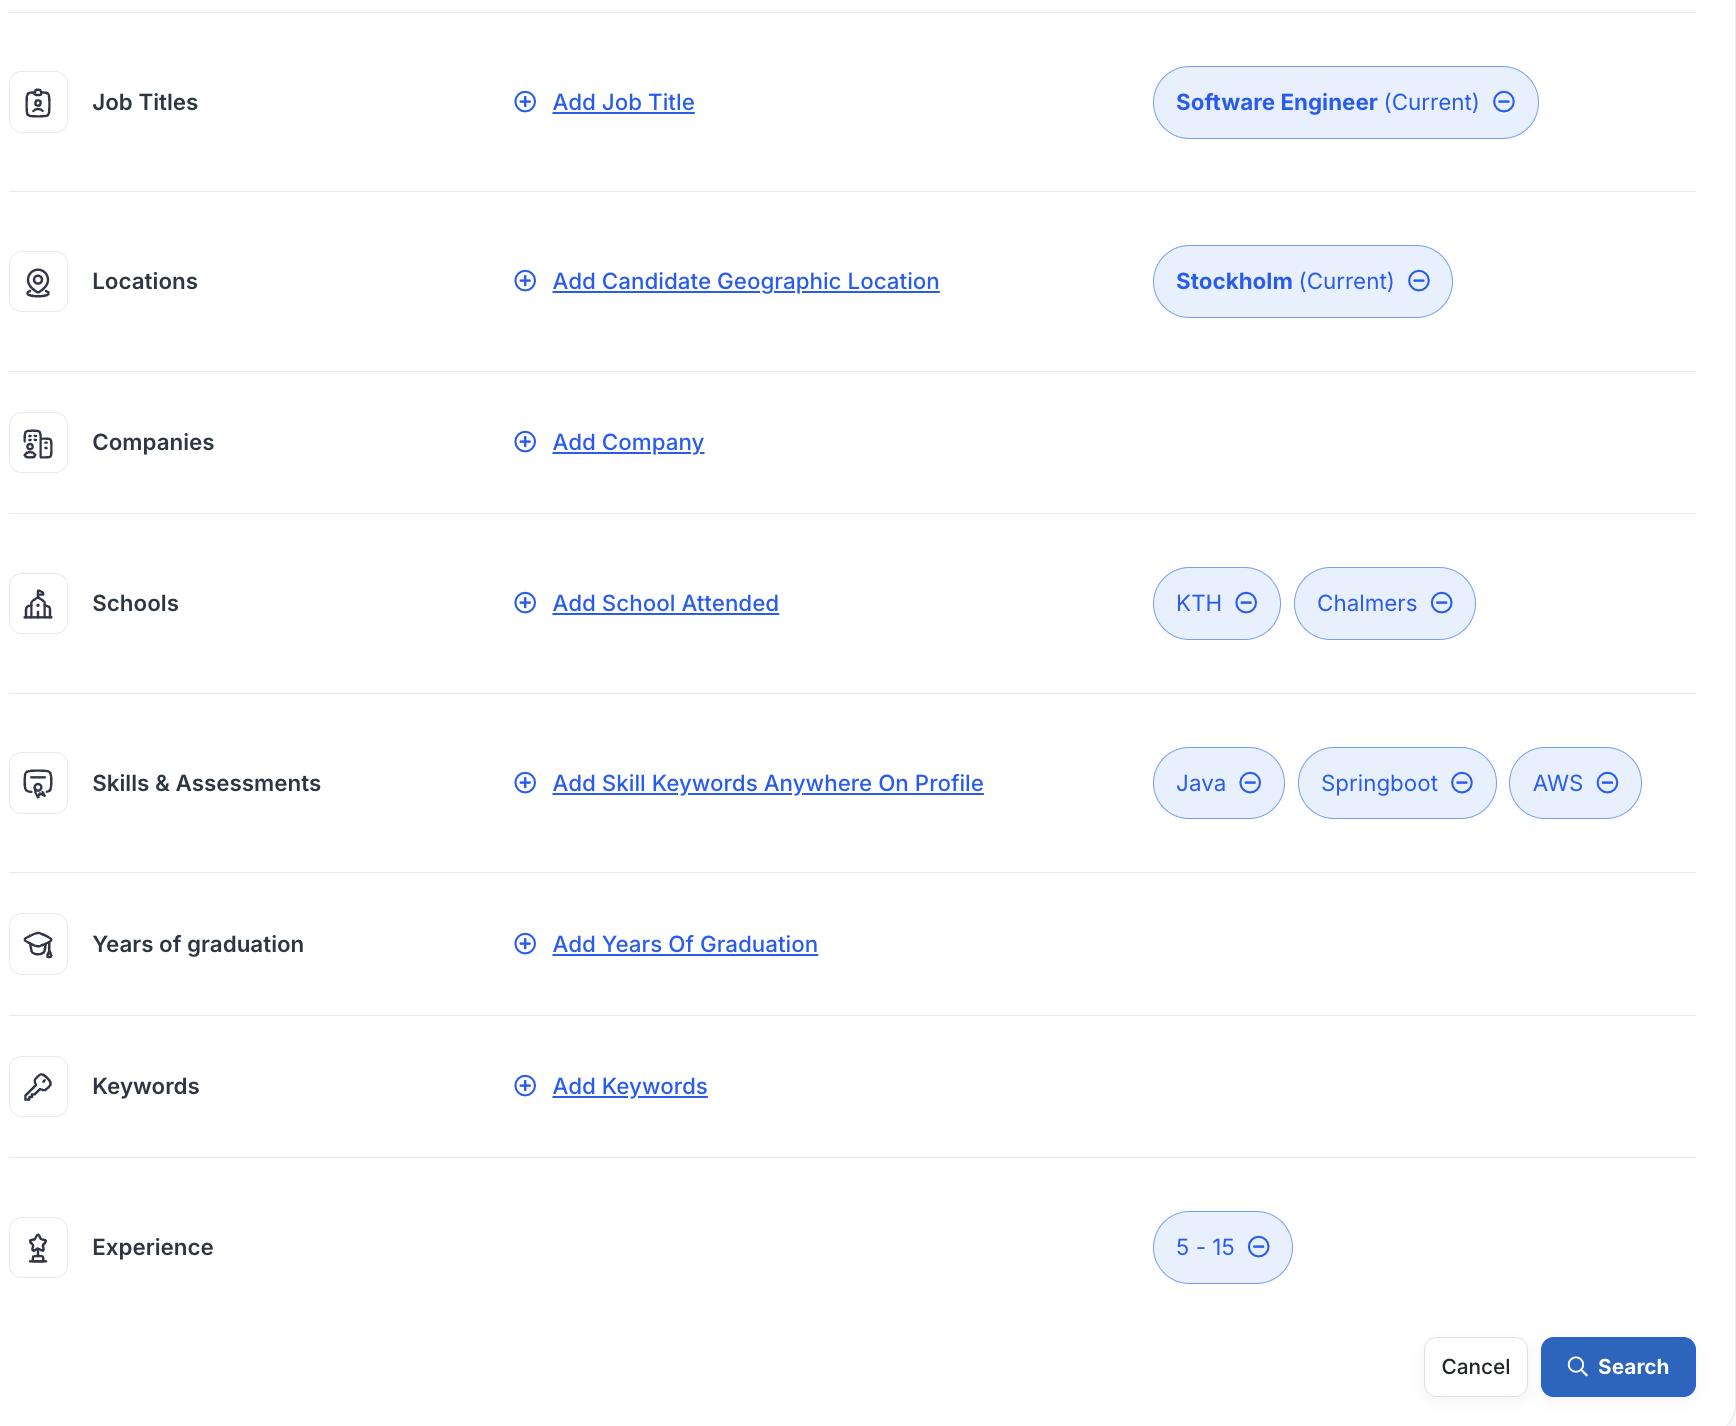 Job Titles Add Job Title Software Engineer (Current)
Locations Add Candidate Geographic Location Stockholm (Current)
Companies Add Company
Schools Add School Attended KTH Chalmers
Skills & Assessments Add Skill Keywords Anywhere On Profile Java Springboot AWS
Years of graduation Add Years Of Graduation
Keywords Add Keywords
Experience 5 - 15
Cancel Search